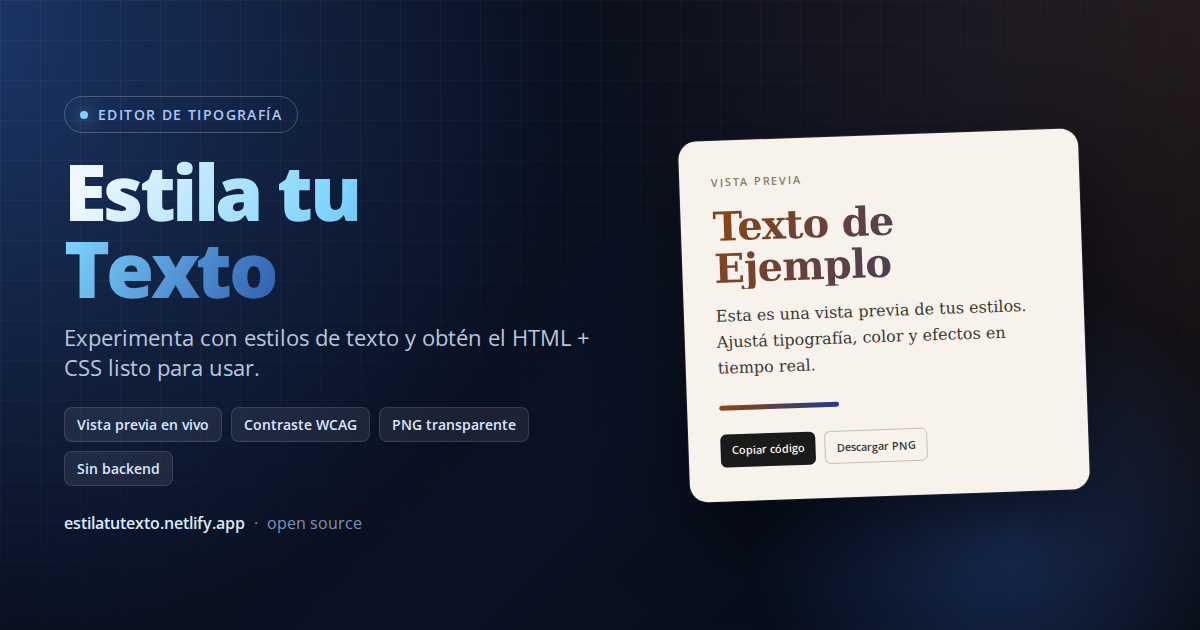 EDITOR DE TIPOGRAFÍA
Estila tu
Texto
Experimenta con estilos de texto y obtén el HTML +
CSS listo para usar.
Vista previa en vivo
Contraste WCAG
PNG transparente
Sin backend
estilatutexto.netlify.app · open source
VISTA PREVIA
Texto de
Ejemplo
Esta es una vista previa de tus estilos.
Ajustá tipografía, color y efectos en
tiempo real.
Copiar código
Descargar PNG